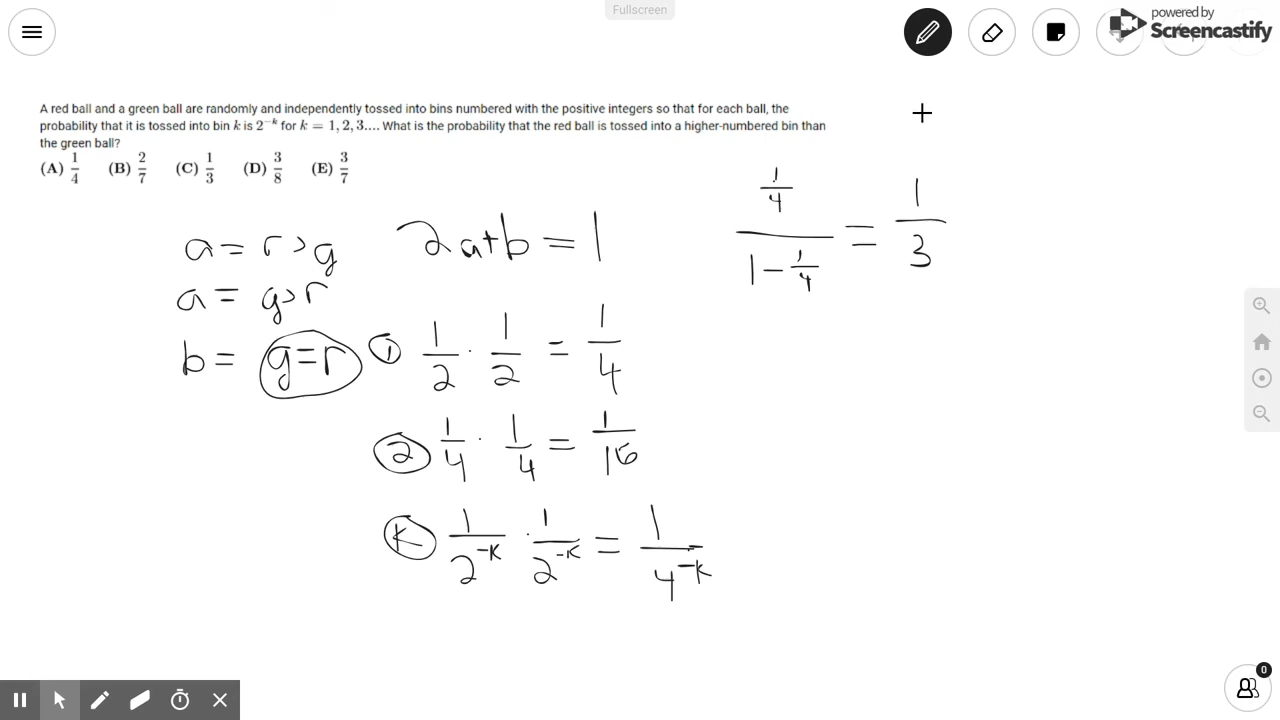 Fullscreen
powered by
Screencastify
A red ball and a green ball are randomly and independently tossed into bins numbered with the positive integers so that for each ball, the
probability that it is tossed into bin k is 2^{-k} for k = 1, 2, 3.... What is the probability that the red ball is tossed into a higher-numbered bin than
the green ball?
(A) 1/4 (B) 2/7 (C) 1/3 (D) 3/8 (E) 3/7
a = r > g
2a + b = 1
(1/4)/(1 - 1/4) = 1/3
a = g > r
b = g = r
① 1/2 · 1/2 = 1/4
② 1/4 · 1/4 = 1/16
Ⓚ 1/2^{-K} · 1/2^{-K} = 1/4^{-K}
0